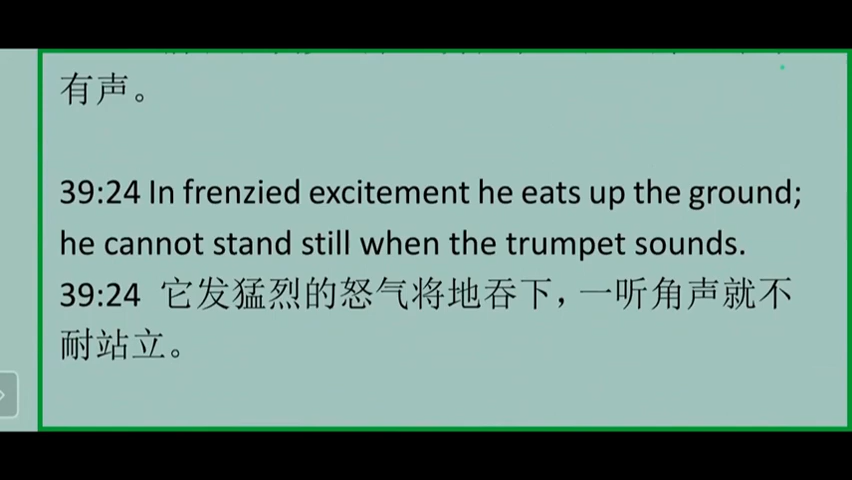 有声。
39:24 In frenzied excitement he eats up the ground;
he cannot stand still when the trumpet sounds.
39:24 它发猛烈的怒气将地吞下，一听角声就不
耐站立。